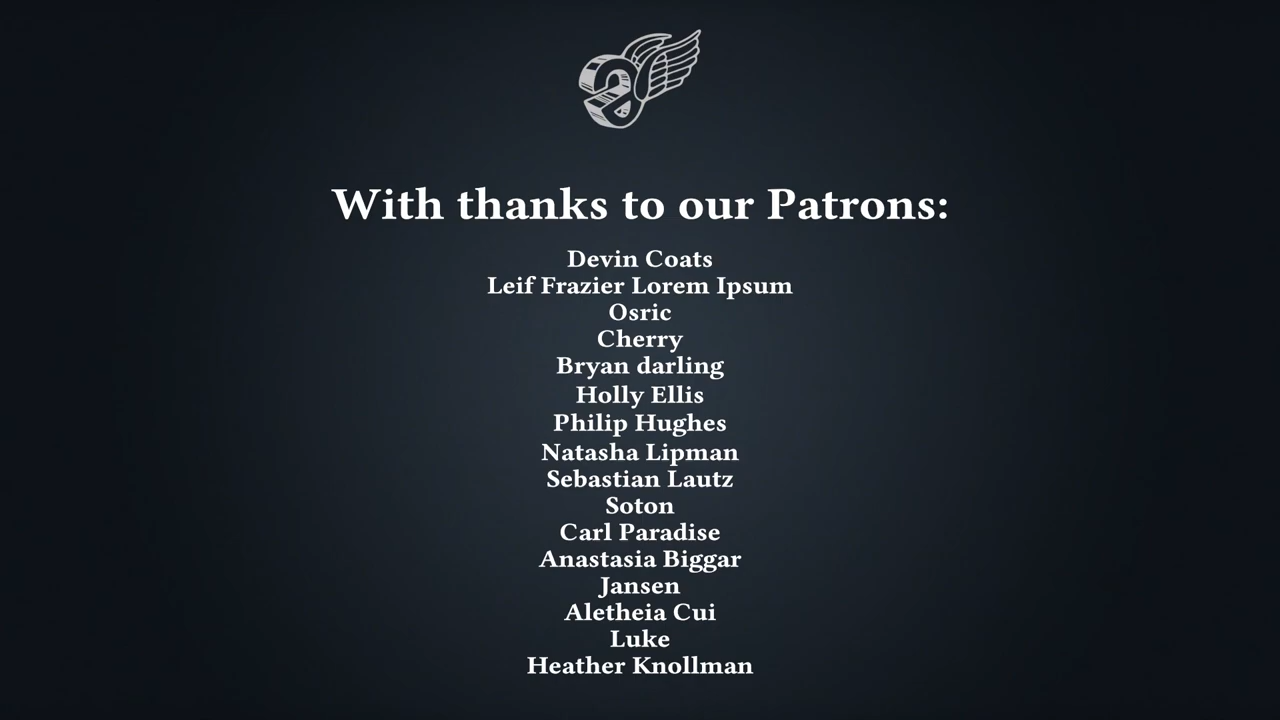 With thanks to our Patrons:
Devin Coats
Leif Frazier Lorem Ipsum
Osric
Cherry
Bryan darling
Holly Ellis
Philip Hughes
Natasha Lipman
Sebastian Lautz
Soton
Carl Paradise
Anastasia Biggar
Jansen
Aletheia Cui
Luke
Heather Knollman